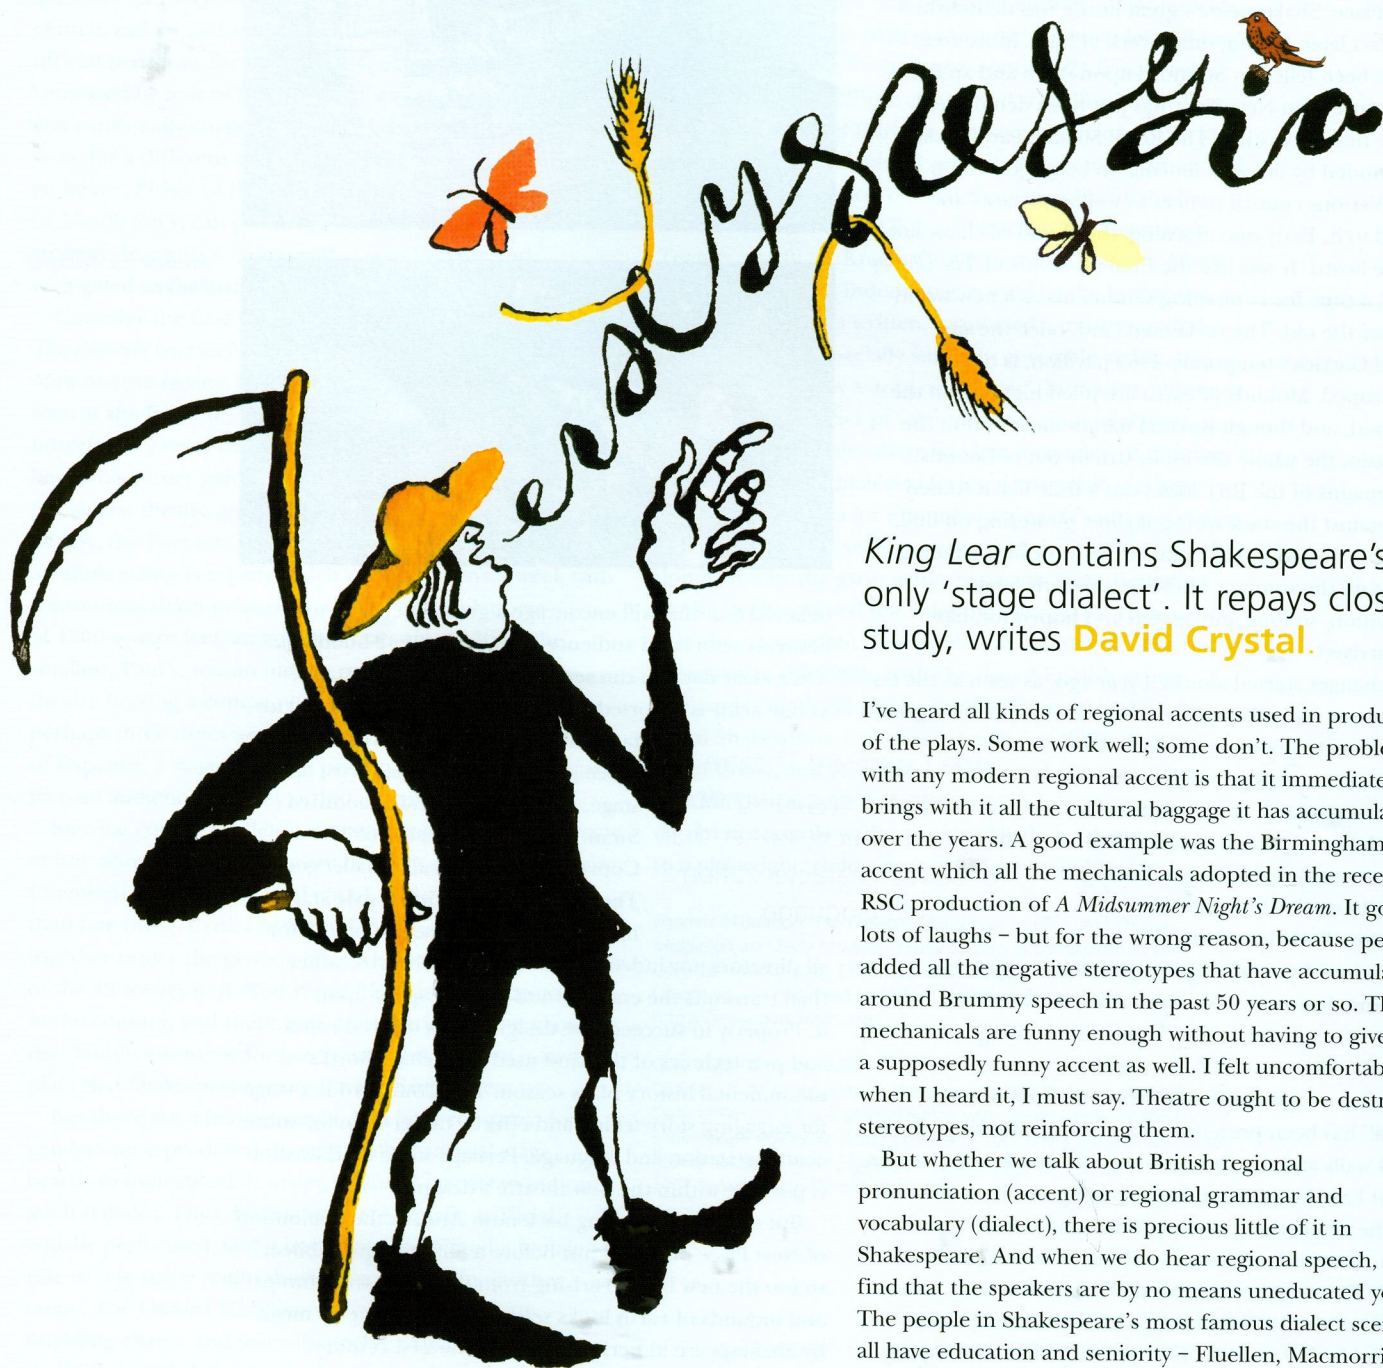 King Lear contains Shakespeare's
only 'stage dialect'. It repays clos
study, writes David Crystal.
I've heard all kinds of regional accents used in produ
of the plays. Some work well; some don't. The proble
with any modern regional accent is that it immediate
brings with it all the cultural baggage it has accumula
over the years. A good example was the Birmingham
accent which all the mechanicals adopted in the rece
RSC production of A Midsummer Night's Dream. It go
lots of laughs – but for the wrong reason, because pe
added all the negative stereotypes that have accumula
around Brummy speech in the past 50 years or so. Th
mechanicals are funny enough without having to give
a supposedly funny accent as well. I felt uncomfortab
when I heard it, I must say. Theatre ought to be destr
stereotypes, not reinforcing them.
But whether we talk about British regional
pronunciation (accent) or regional grammar and
vocabulary (dialect), there is precious little of it in
Shakespeare. And when we do hear regional speech,
find that the speakers are by no means uneducated y
The people in Shakespeare's most famous dialect sce
all have education and seniority – Fluellen, Macmorri